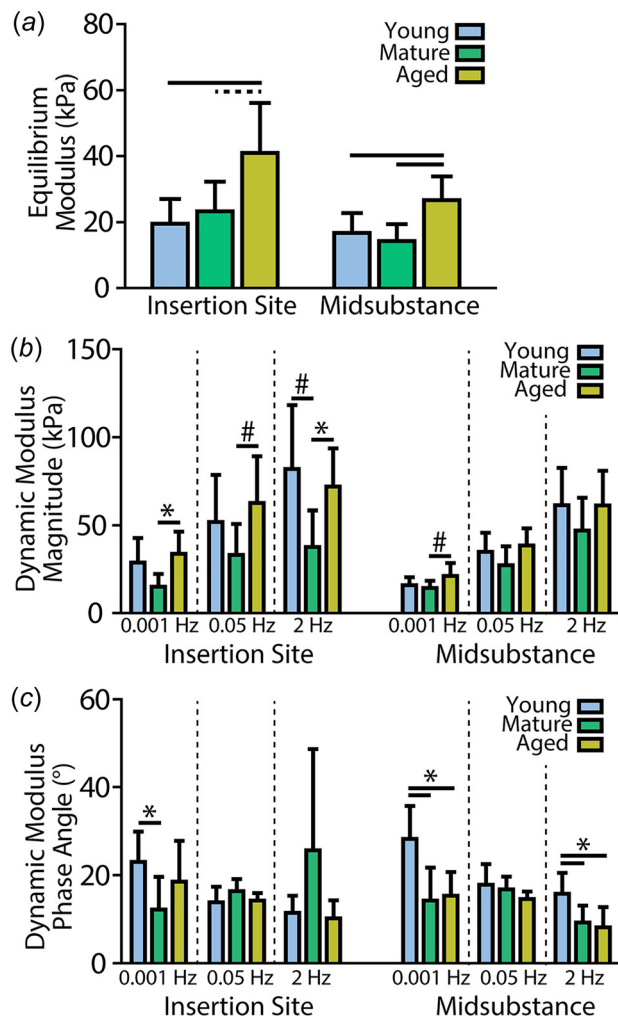 (a)
Equilibrium
Modulus (kPa)
80
60
40
20
0
Young
Mature
Aged
Insertion Site
Midsubstance
(b)
Dynamic Modulus
Magnitude (kPa)
150
100
50
0
Young
Mature
Aged
*
#
#
*
#
0.001 Hz
0.05 Hz
2 Hz
0.001 Hz
0.05 Hz
2 Hz
Insertion Site
Midsubstance
(c)
Dynamic Modulus
Phase Angle (°)
60
40
20
0
Young
Mature
Aged
*
*
*
0.001 Hz
0.05 Hz
2 Hz
0.001 Hz
0.05 Hz
2 Hz
Insertion Site
Midsubstance